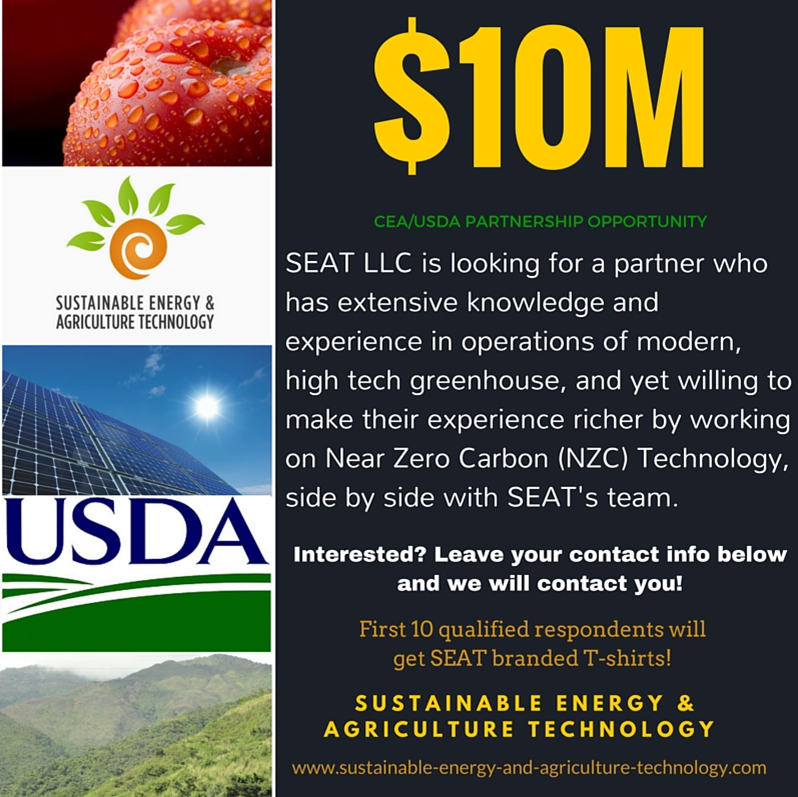 SUSTAINABLE ENERGY &
AGRICULTURE TECHNOLOGY
USDA
$10M
CEA/USDA PARTNERSHIP OPPORTUNITY
SEAT LLC is looking for a partner who
has extensive knowledge and
experience in operations of modern,
high tech greenhouse, and yet willing to
make their experience richer by working
on Near Zero Carbon (NZC) Technology,
side by side with SEAT's team.
Interested? Leave your contact info below
and we will contact you!
First 10 qualified respondents will
get SEAT branded T-shirts!
SUSTAINABLE ENERGY &
AGRICULTURE TECHNOLOGY
www.sustainable-energy-and-agriculture-technology.com